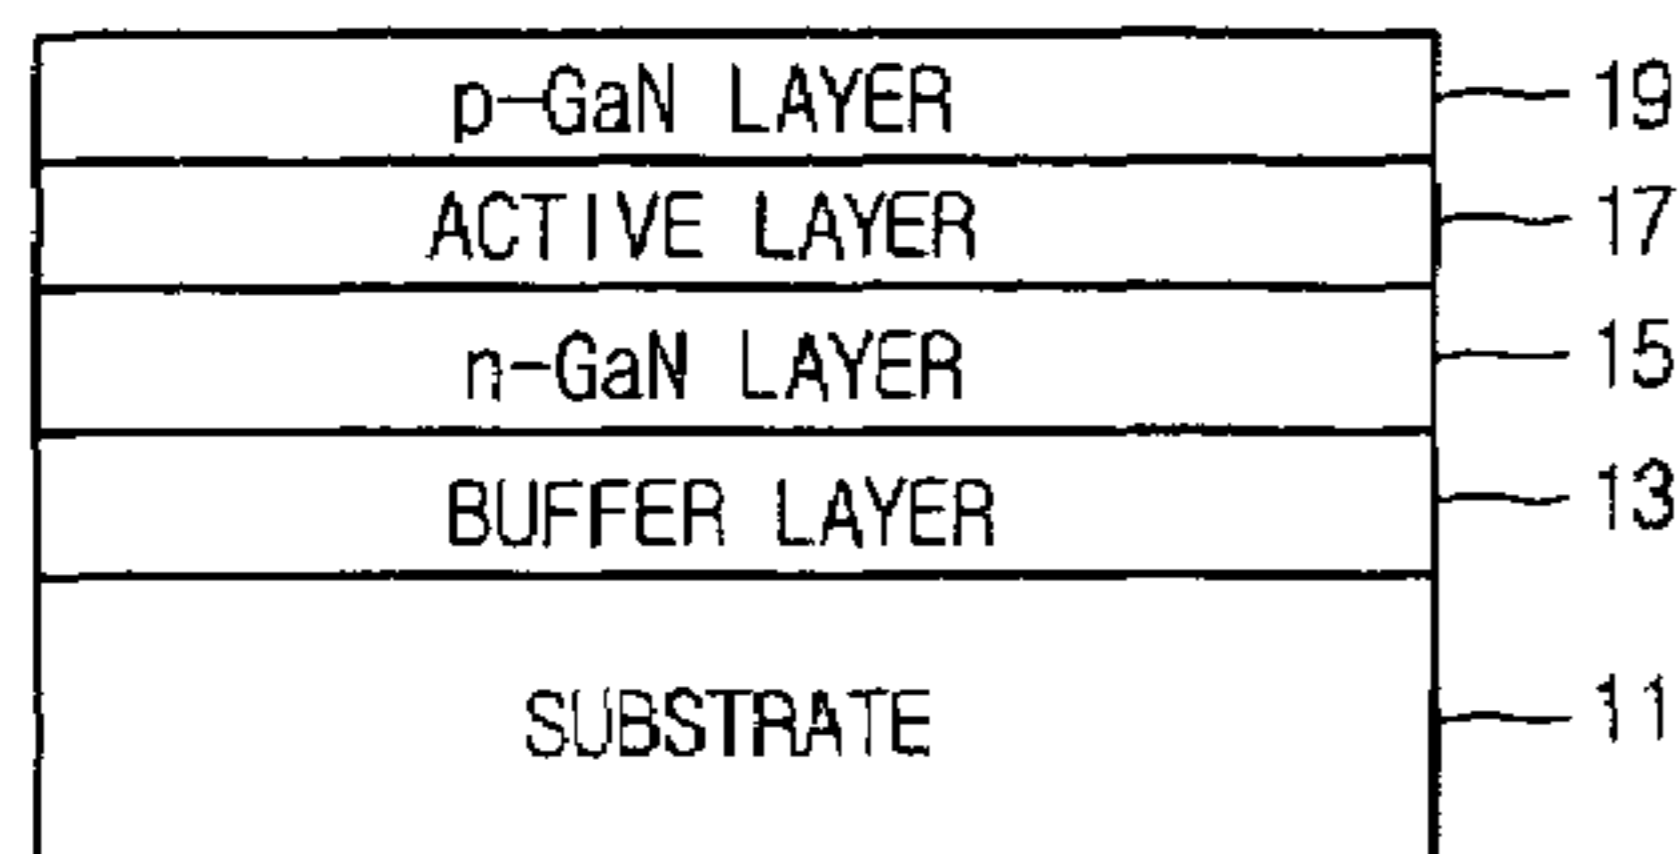 p-GaN LAYER 19
ACTIVE LAYER 17
n-GaN LAYER 15
BUFFER LAYER 13
SUBSTRATE 11